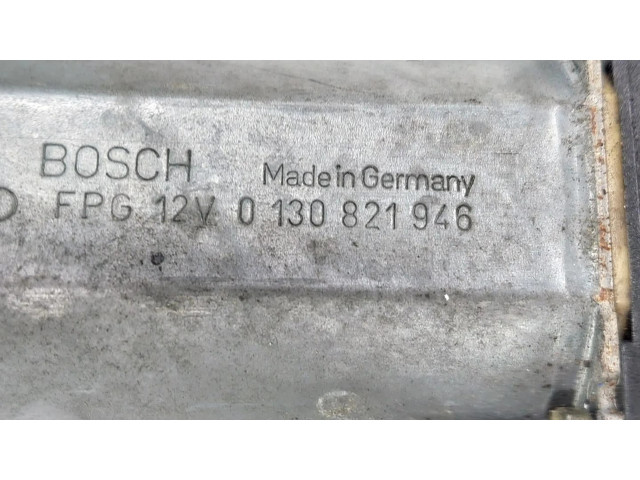 BOSCH Made in Germany
FPG 12V 0 130 821 946